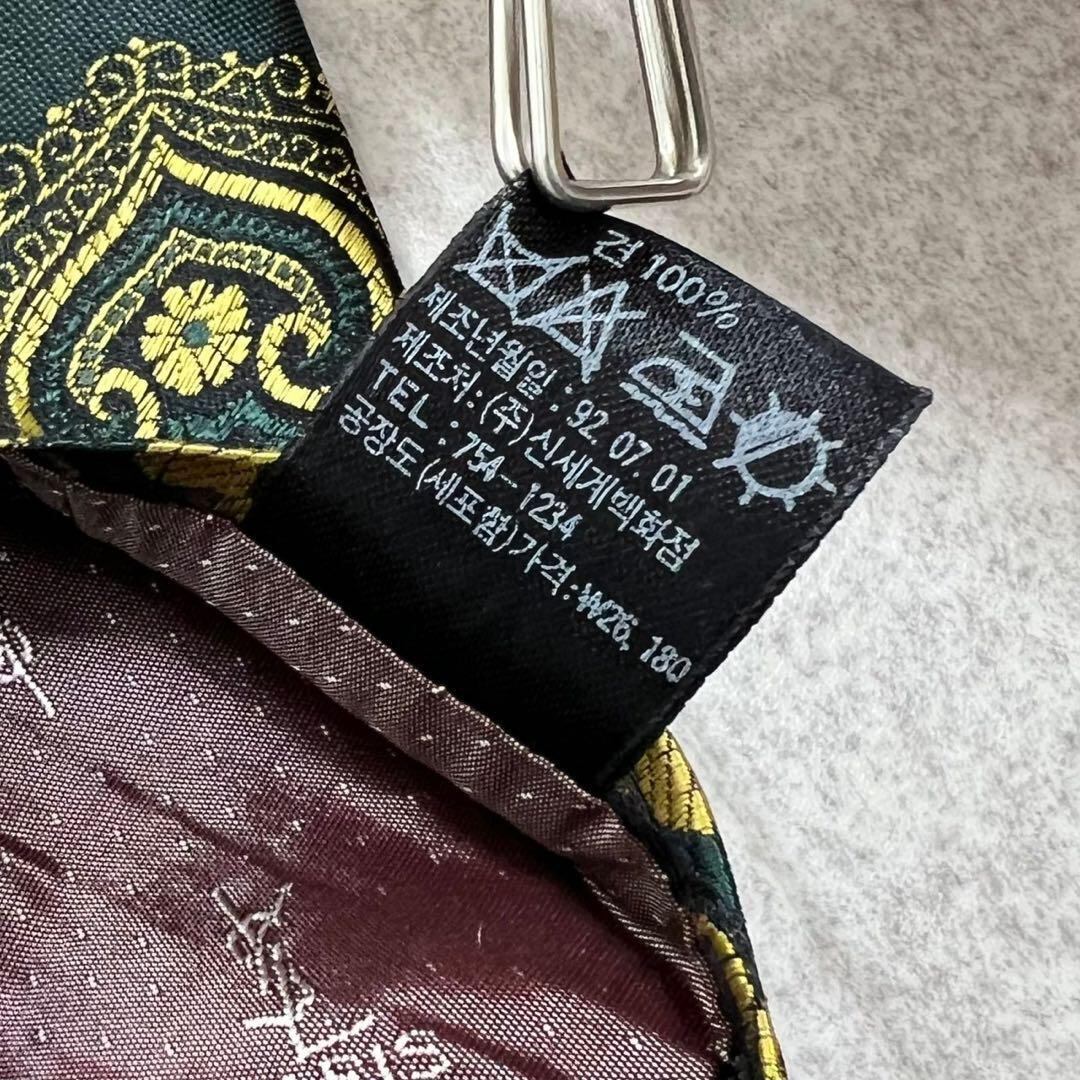 견 100%
제조년월일 : 92. 07. 01
제조처 : (주)신세계백화점
TEL : 754-1234
공장도(세포함)가격 : ₩26,180